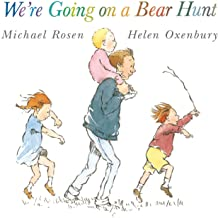 We're Going on a Bear Hunt
Michael Rosen Helen Oxenbury